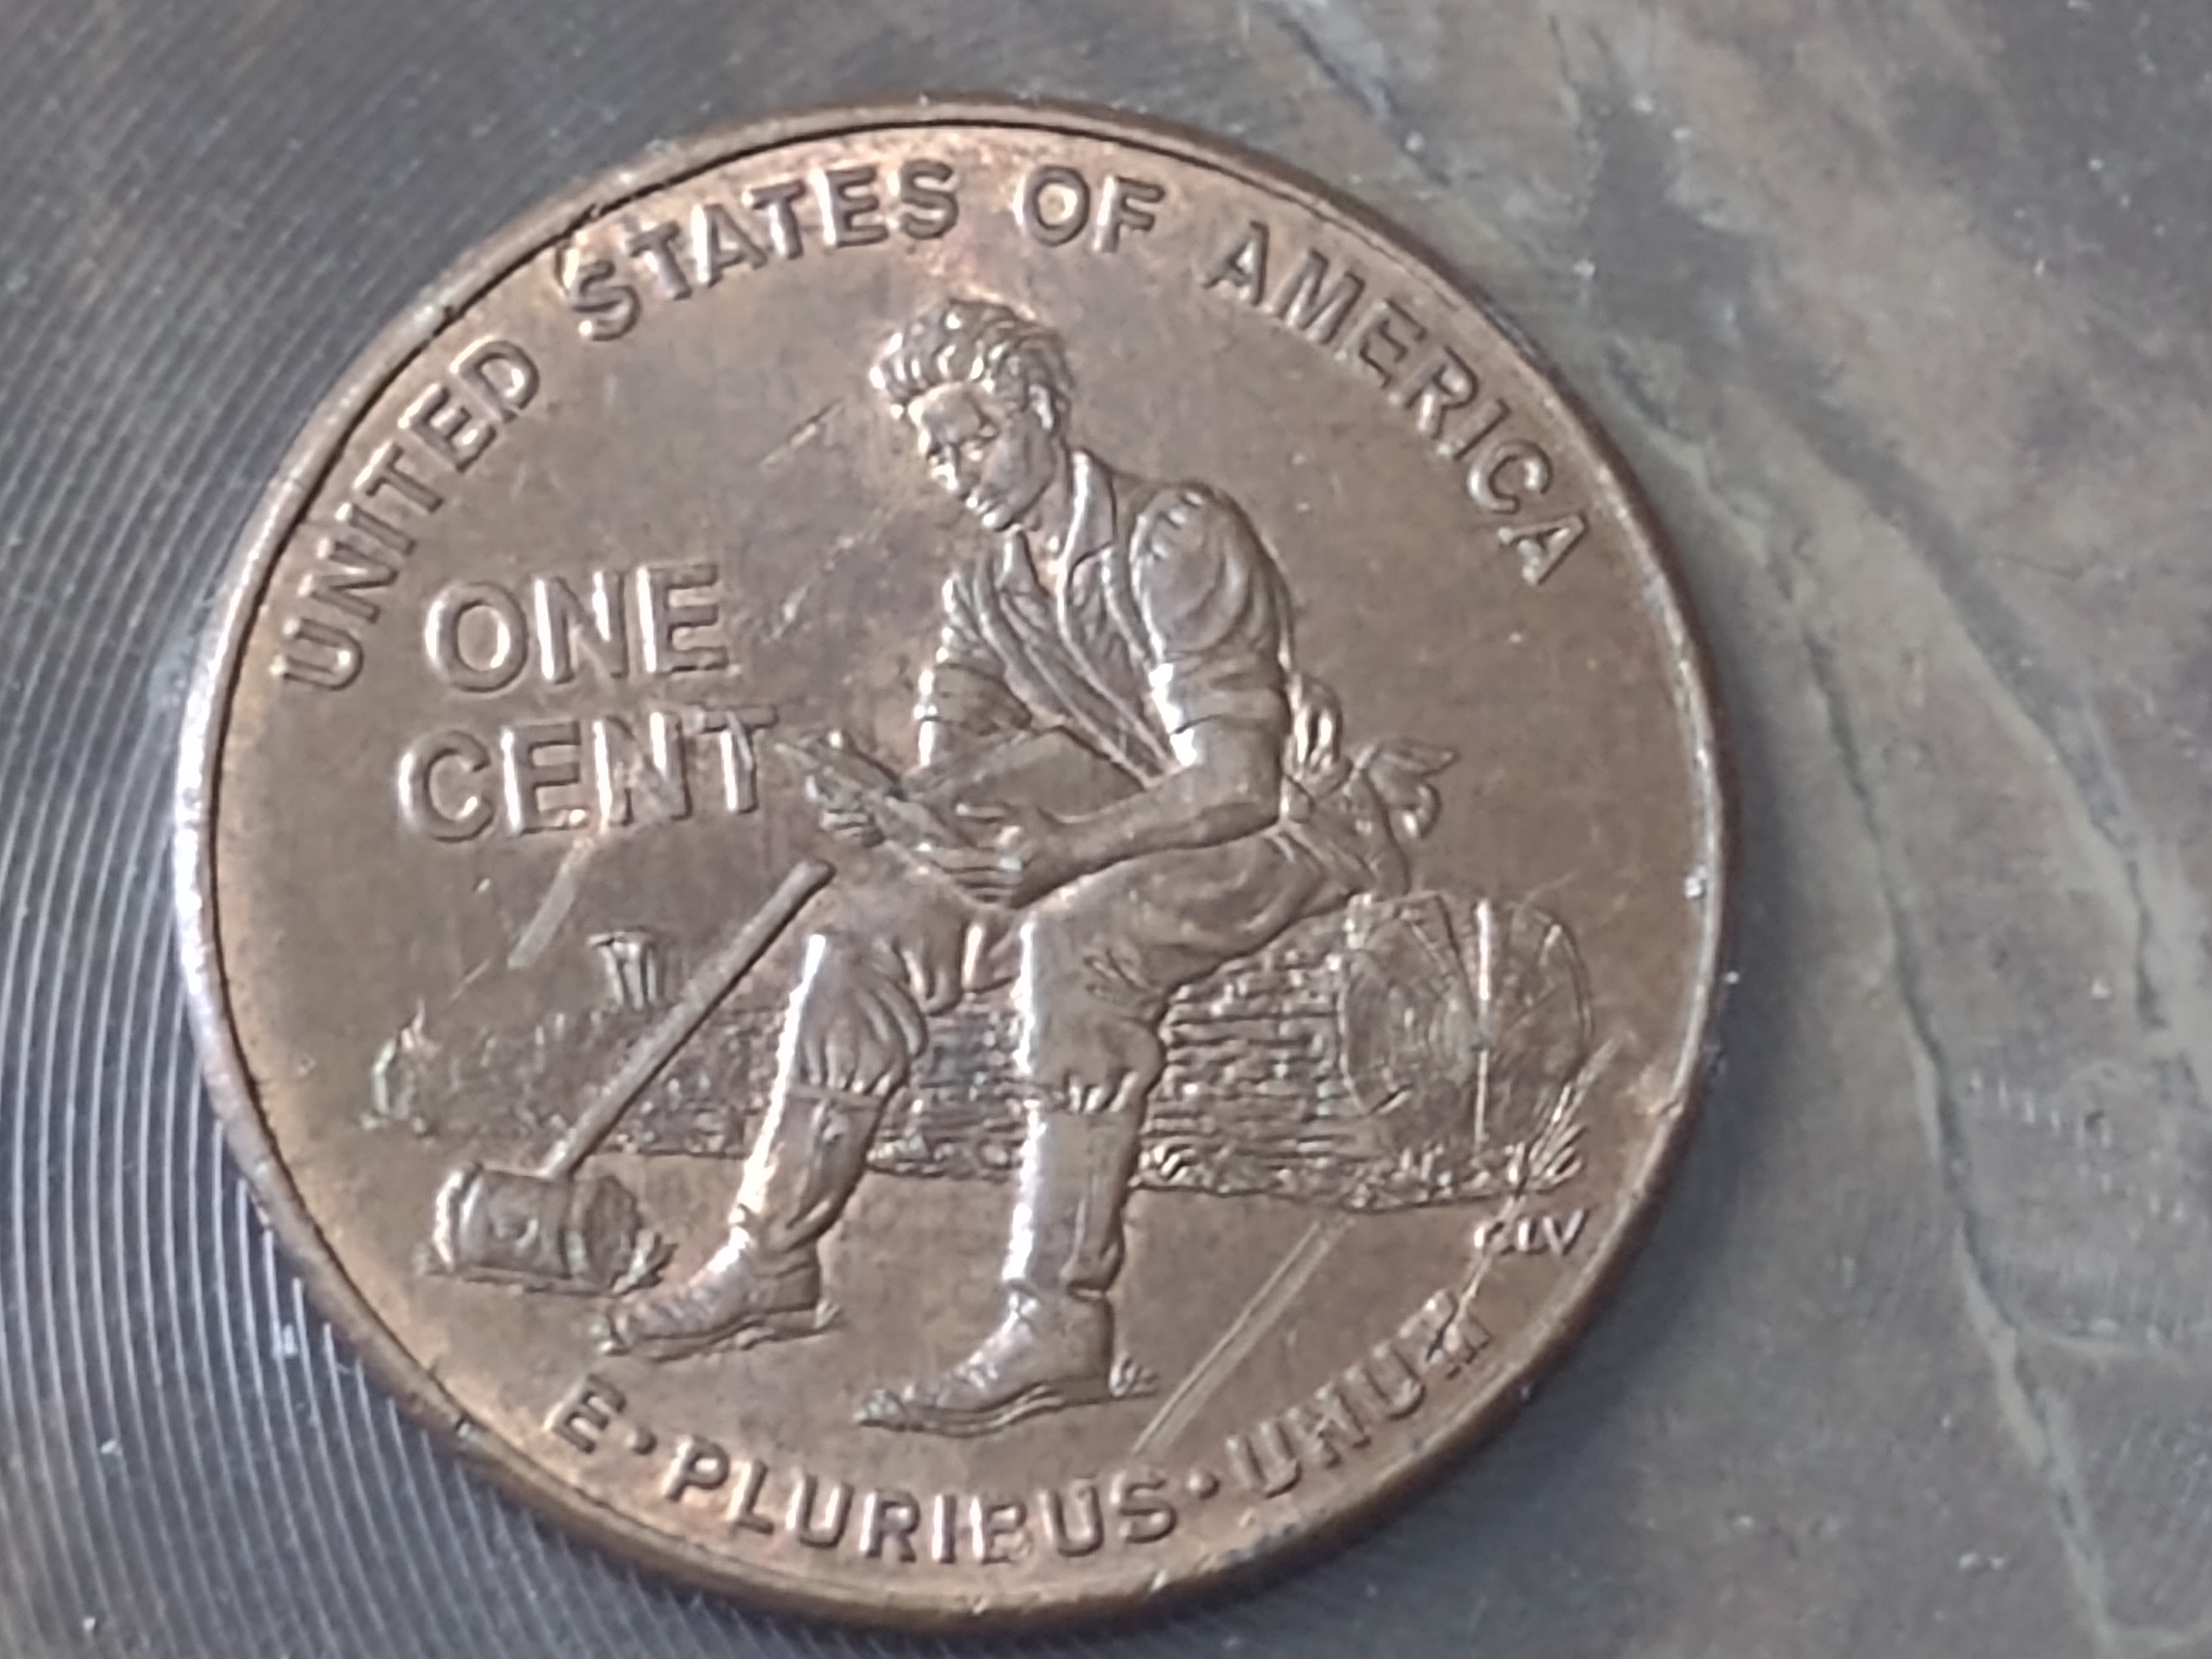 UNITED STATES OF AMERICA
ONE
CENT
CLV
E·PLURIBUS·UNUM